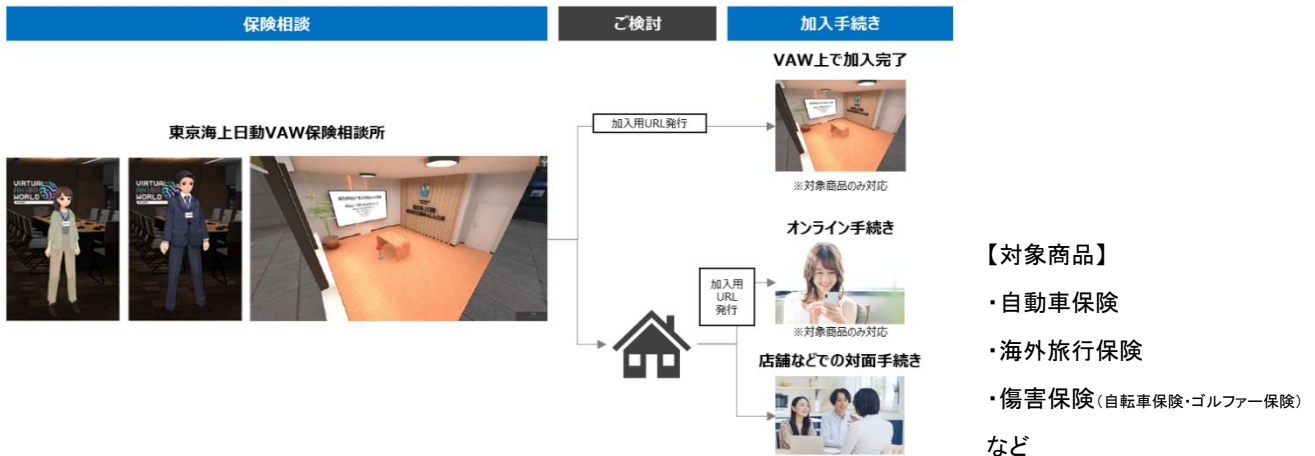 保険相談
ご検討
加入手続き
東京海上日動VAW保険相談所
VIRTUAL
AKIBA
WORLD
VIRTUAL
AKIBA
WORLD
加入用URL発行
VAW上で加入完了
※対象商品のみ対応
加入用
URL
発行
オンライン手続き
※対象商品のみ対応
店舗などでの対面手続き
【対象商品】
・自動車保険
・海外旅行保険
・傷害保険(自転車保険・ゴルファー保険)
など